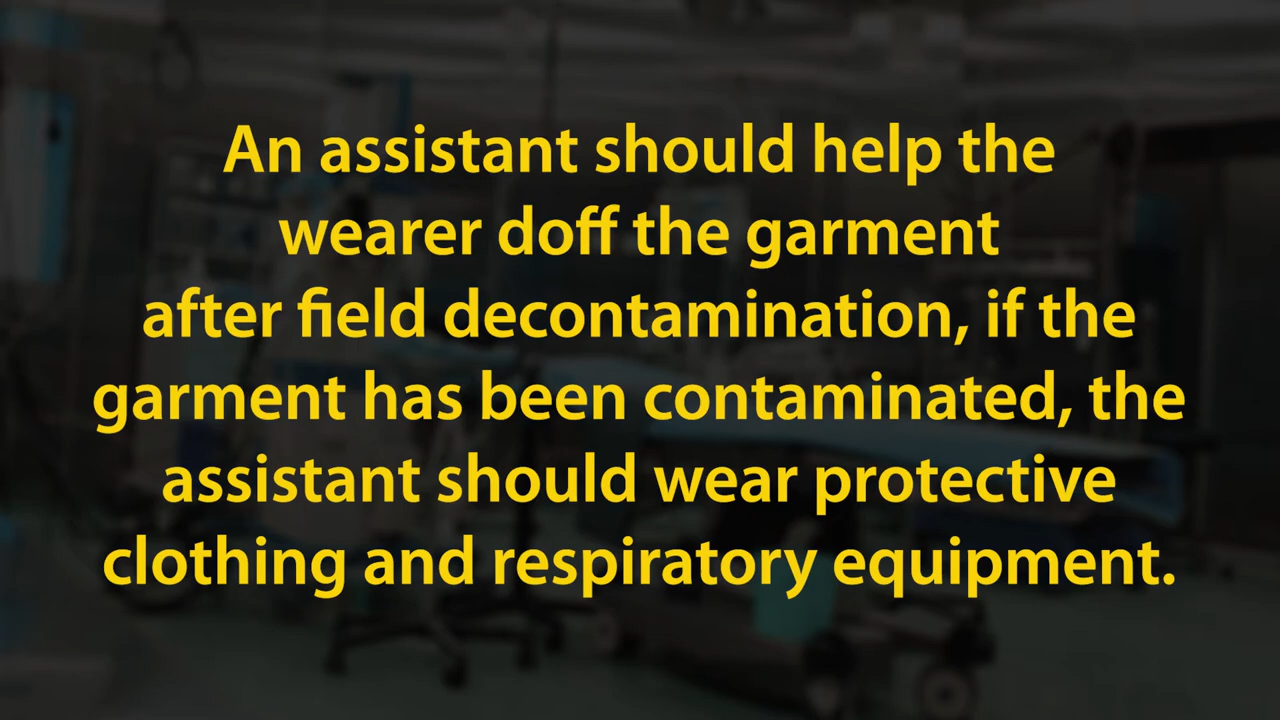 An assistant should help the
wearer doff the garment
after field decontamination, if the
garment has been contaminated, the
assistant should wear protective
clothing and respiratory equipment.